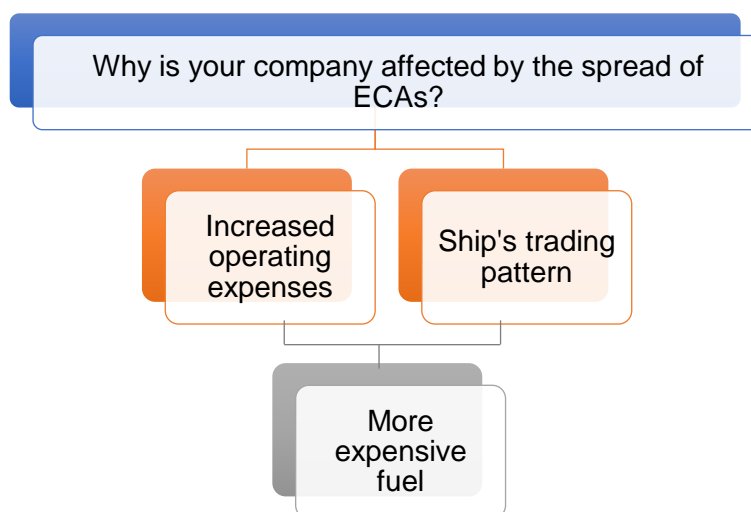 Why is your company affected by the spread of
ECAs?
Increased
operating
expenses
Ship's trading
pattern
More
expensive
fuel